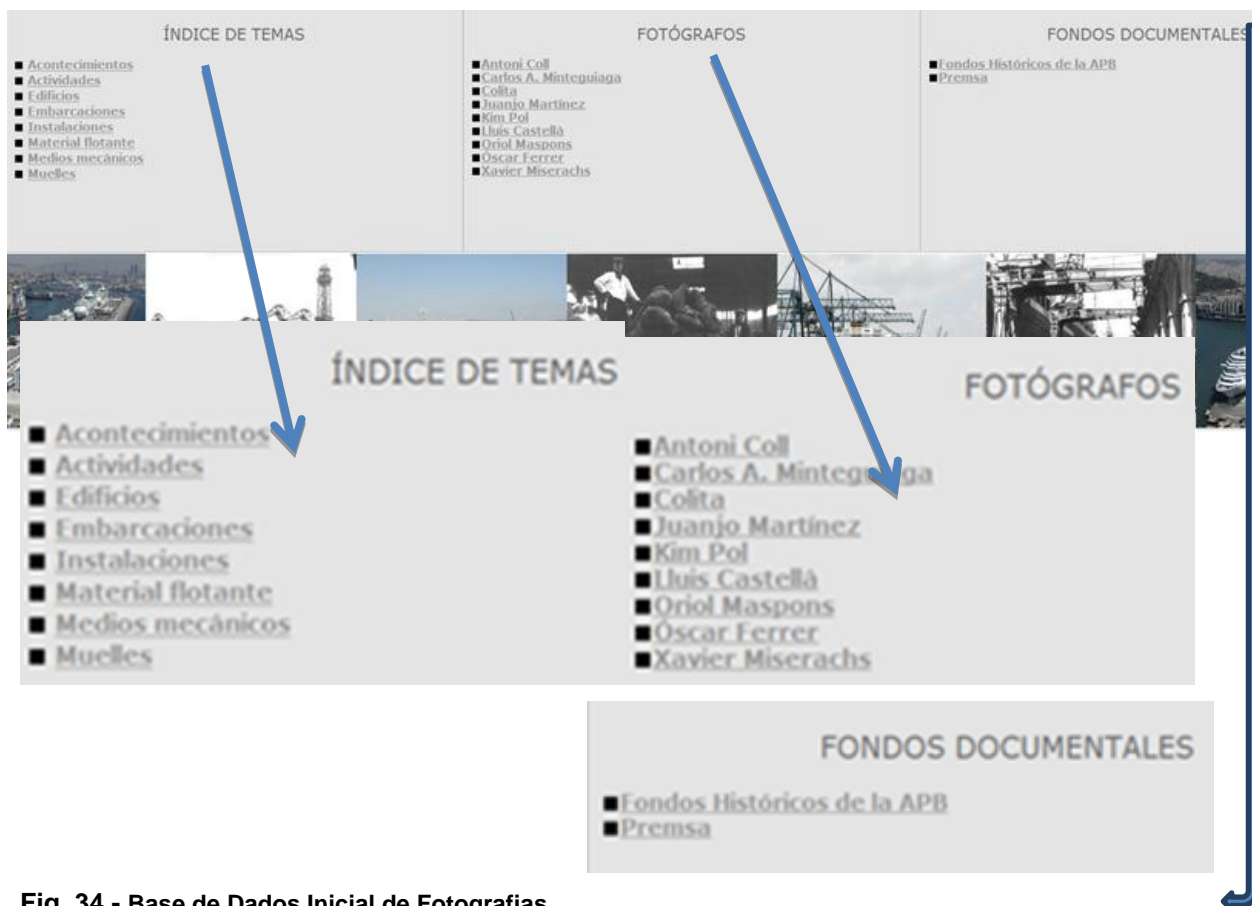 ÍNDICE DE TEMAS
■ Acontecimientos
■ Actividades
■ Edificios
■ Embarcaciones
■ Instalaciones
■ Material flotante
■ Medios mecánicos
■ Muelles
FOTÓGRAFOS
■Antoni Coll
■Carlos A. Minteguiaga
■Colita
■Juanjo Martínez
■Kim Pol
■Lluis Castellà
■Oriol Maspons
■Óscar Ferrer
■Xavier Miserachs
FONDOS DOCUMENTALES
■Fondos Históricos de la APB
■Premsa
ÍNDICE DE TEMAS
■ Acontecimientos
■ Actividades
■ Edificios
■ Embarcaciones
■ Instalaciones
■ Material flotante
■ Medios mecánicos
■ Muelles
FOTÓGRAFOS
■Antoni Coll
■Carlos A. Minteguiaga
■Colita
■Juanjo Martínez
■Kim Pol
■Lluis Castellà
■Oriol Maspons
■Óscar Ferrer
■Xavier Miserachs
FONDOS DOCUMENTALES
■Fondos Históricos de la APB
■Premsa
Fig. 34 - Base de Dados Inicial de Fotografias